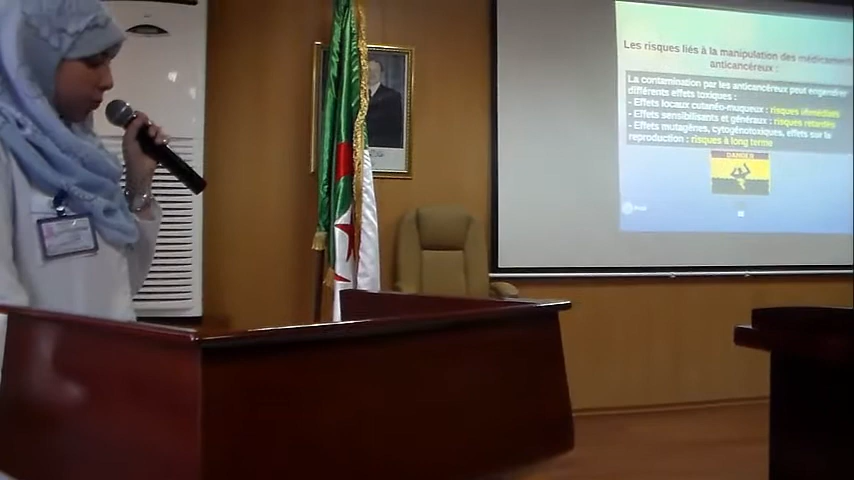 Les risques liés à la manipulation des médicaments
anticancéreux :
La contamination par les anticancéreux peut engendrer
différents effets toxiques :
- Effets locaux cutanéo-muqueux : risques immédiats
- Effets sensibilisants et généraux : risques retardés
- Effets mutagènes, cytogénotoxiques, effets sur la
reproduction : risques à long terme
DANGER